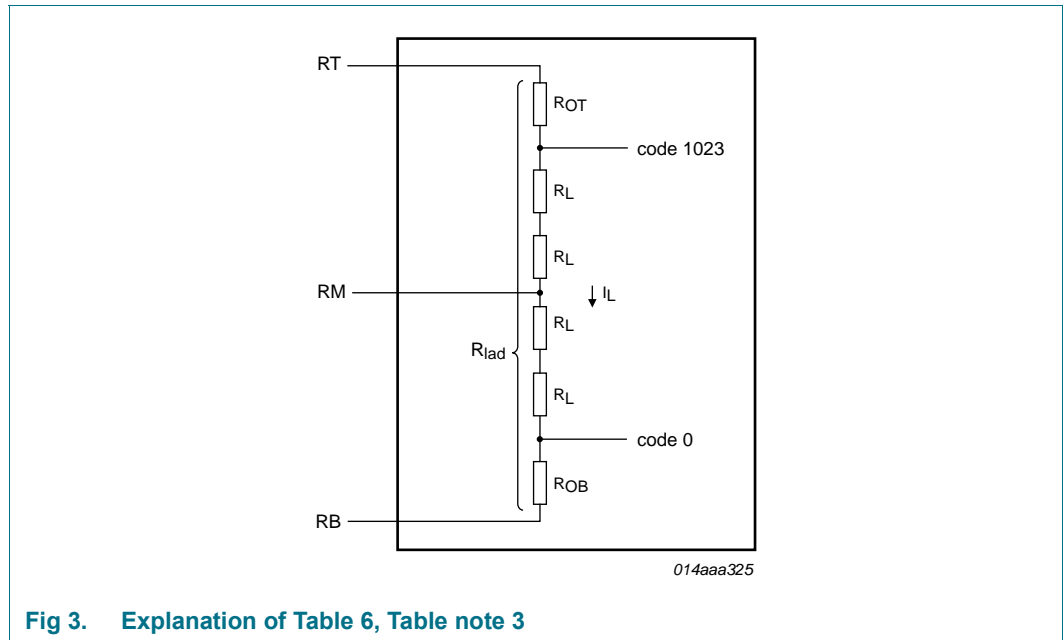 RT
ROT
code 1023
RL
RL
RM
IL
RL
Rlad
RL
code 0
ROB
RB
014aaa325
Fig 3. Explanation of Table 6, Table note 3